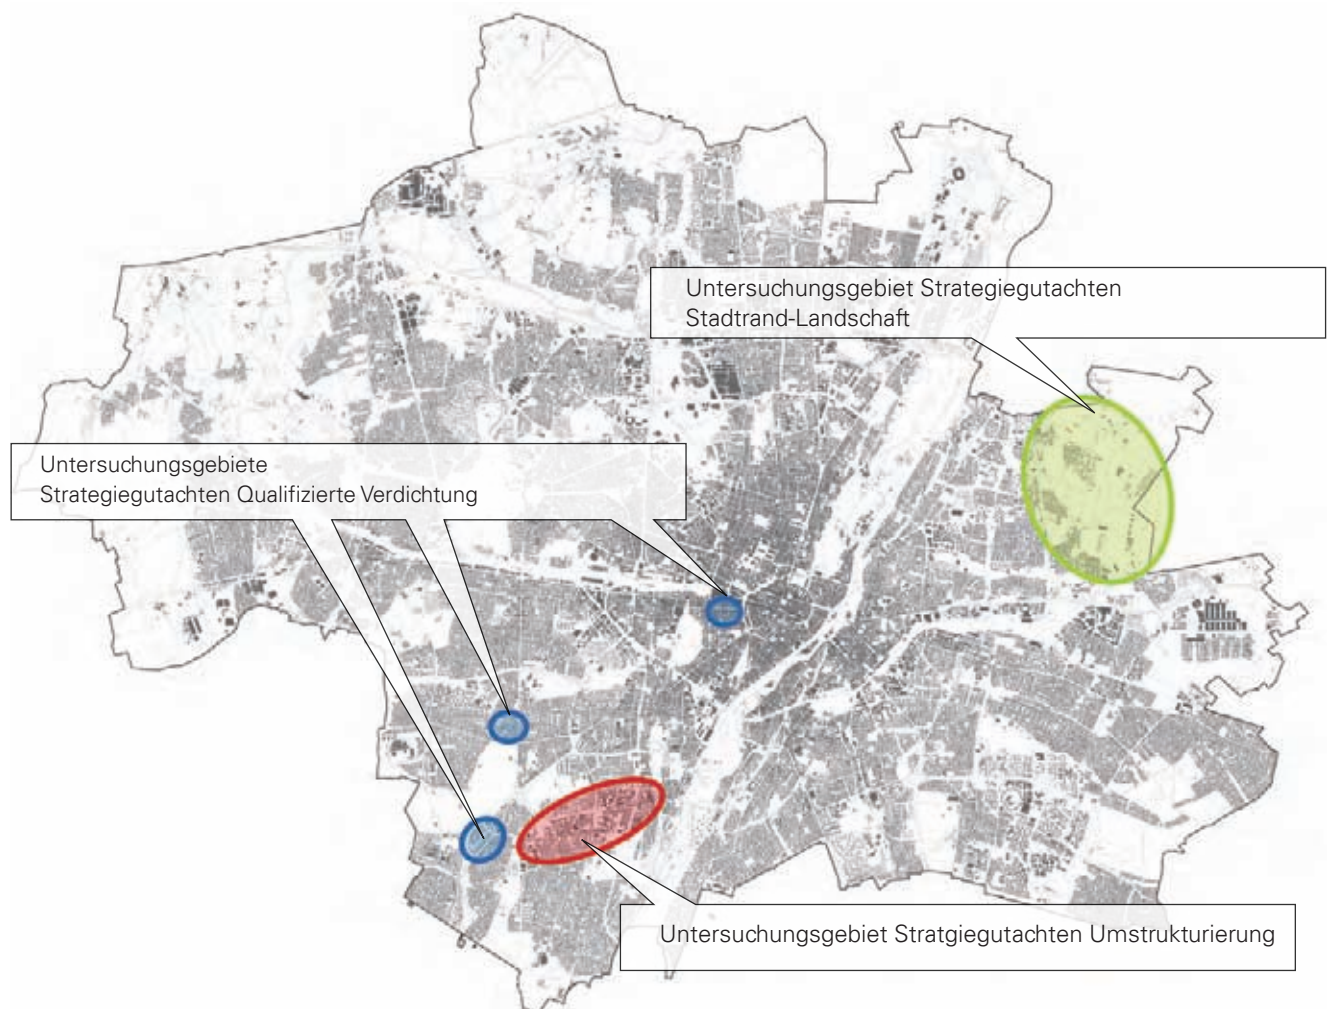 Untersuchungsgebiet Strategiegutachten
Stadtrand-Landschaft
Untersuchungsgebiete
Strategiegutachten Qualifizierte Verdichtung
Untersuchungsgebiet Stratgiegutachten Umstrukturierung